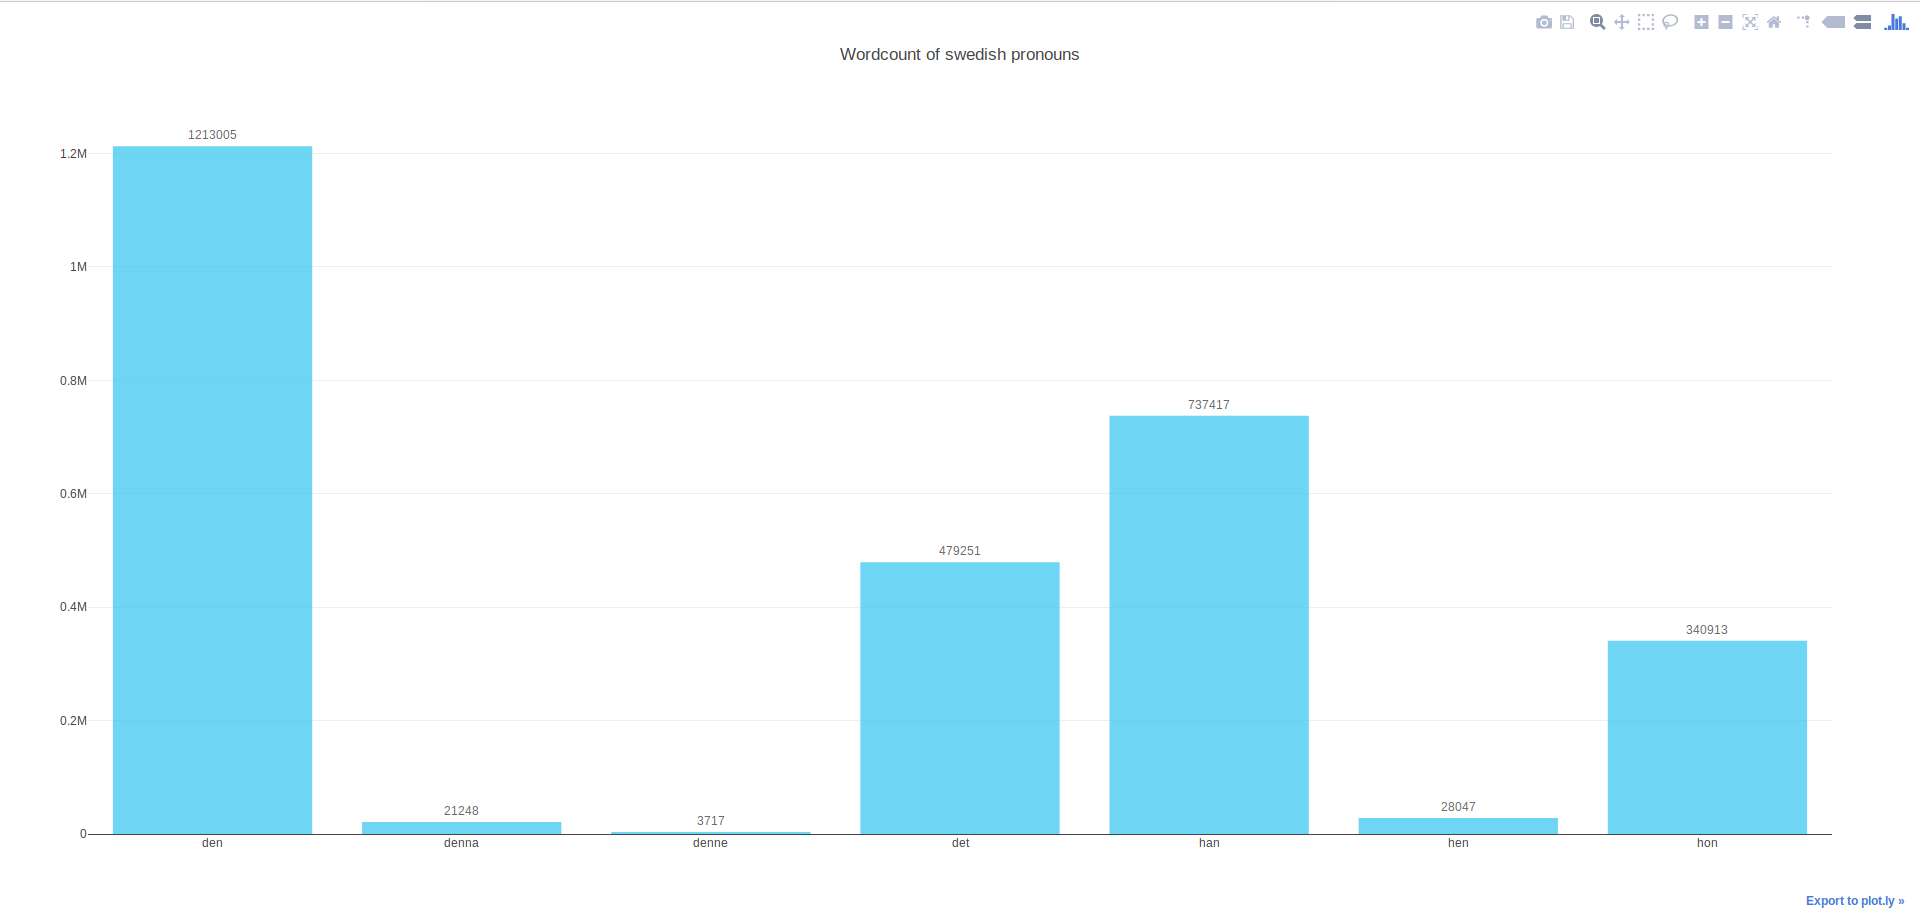 Wordcount of swedish pronouns
1213005
1.2M
1M
0.8M
737417
0.6M
479251
0.4M
340913
0.2M
21248
3717
28047
0
den denna denne det han hen hon
Export to plot.ly »